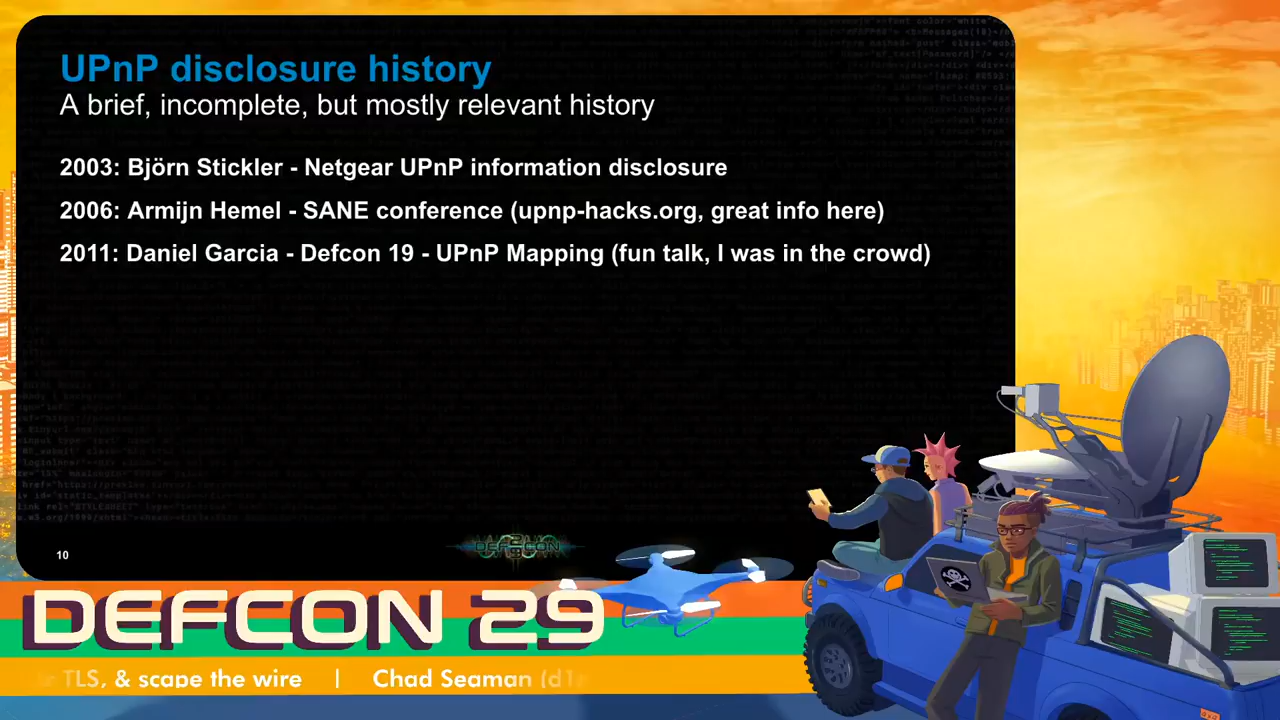 UPnP disclosure history
A brief, incomplete, but mostly relevant history
2003: Björn Stickler - Netgear UPnP information disclosure
2006: Armijn Hemel - SANE conference (upnp-hacks.org, great info here)
2011: Daniel Garcia - Defcon 19 - UPnP Mapping (fun talk, I was in the crowd)
10
DEFCON
DEFCON 29
TLS, & scape the wire | Chad Seaman